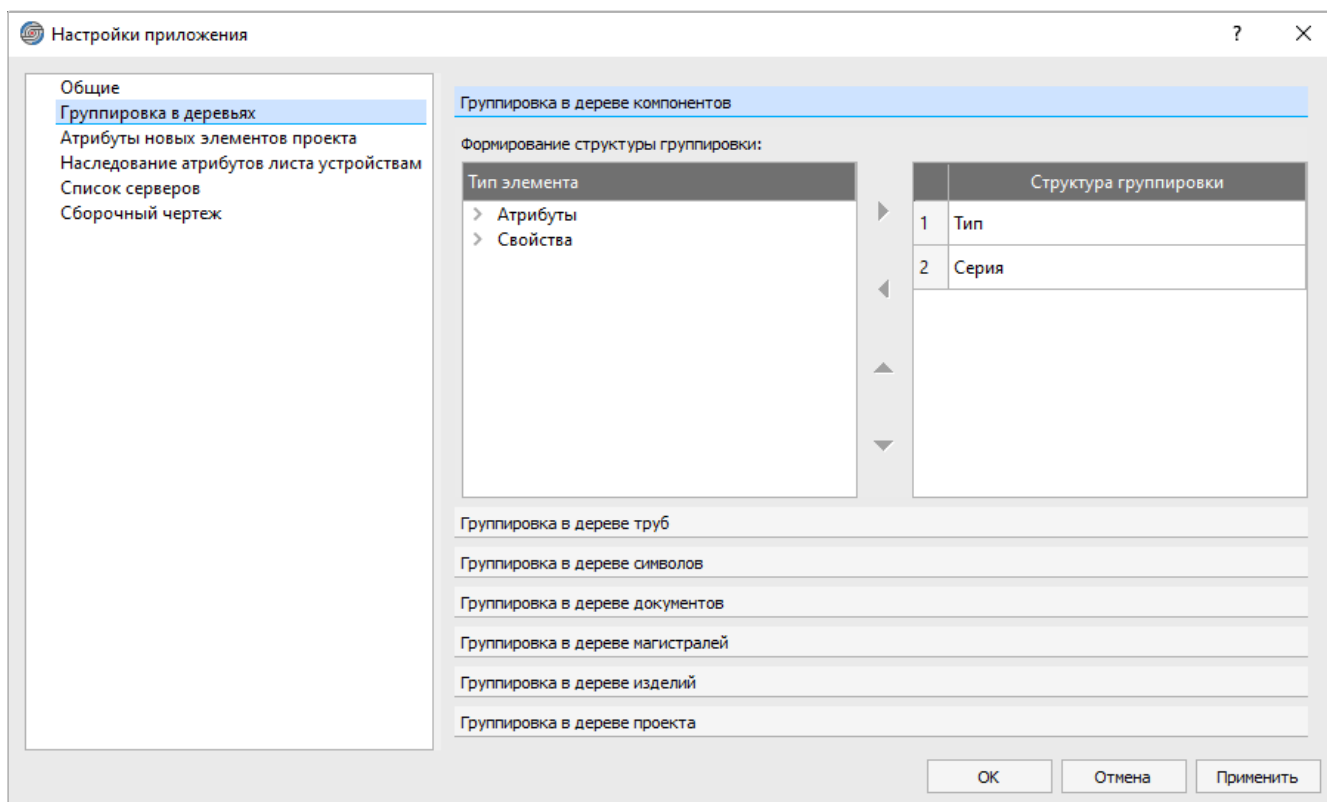 Настройки приложения
?
Общие
Группировка в деревьях
Атрибуты новых элементов проекта
Наследование атрибутов листа устройствам
Список серверов
Сборочный чертеж
Группировка в дереве компонентов
Формирование структуры группировки:
Тип элемента
Атрибуты
Свойства
Структура группировки
1 Тип
2 Серия
Группировка в дереве труб
Группировка в дереве символов
Группировка в дереве документов
Группировка в дереве магистралей
Группировка в дереве изделий
Группировка в дереве проекта
OK Отмена Применить